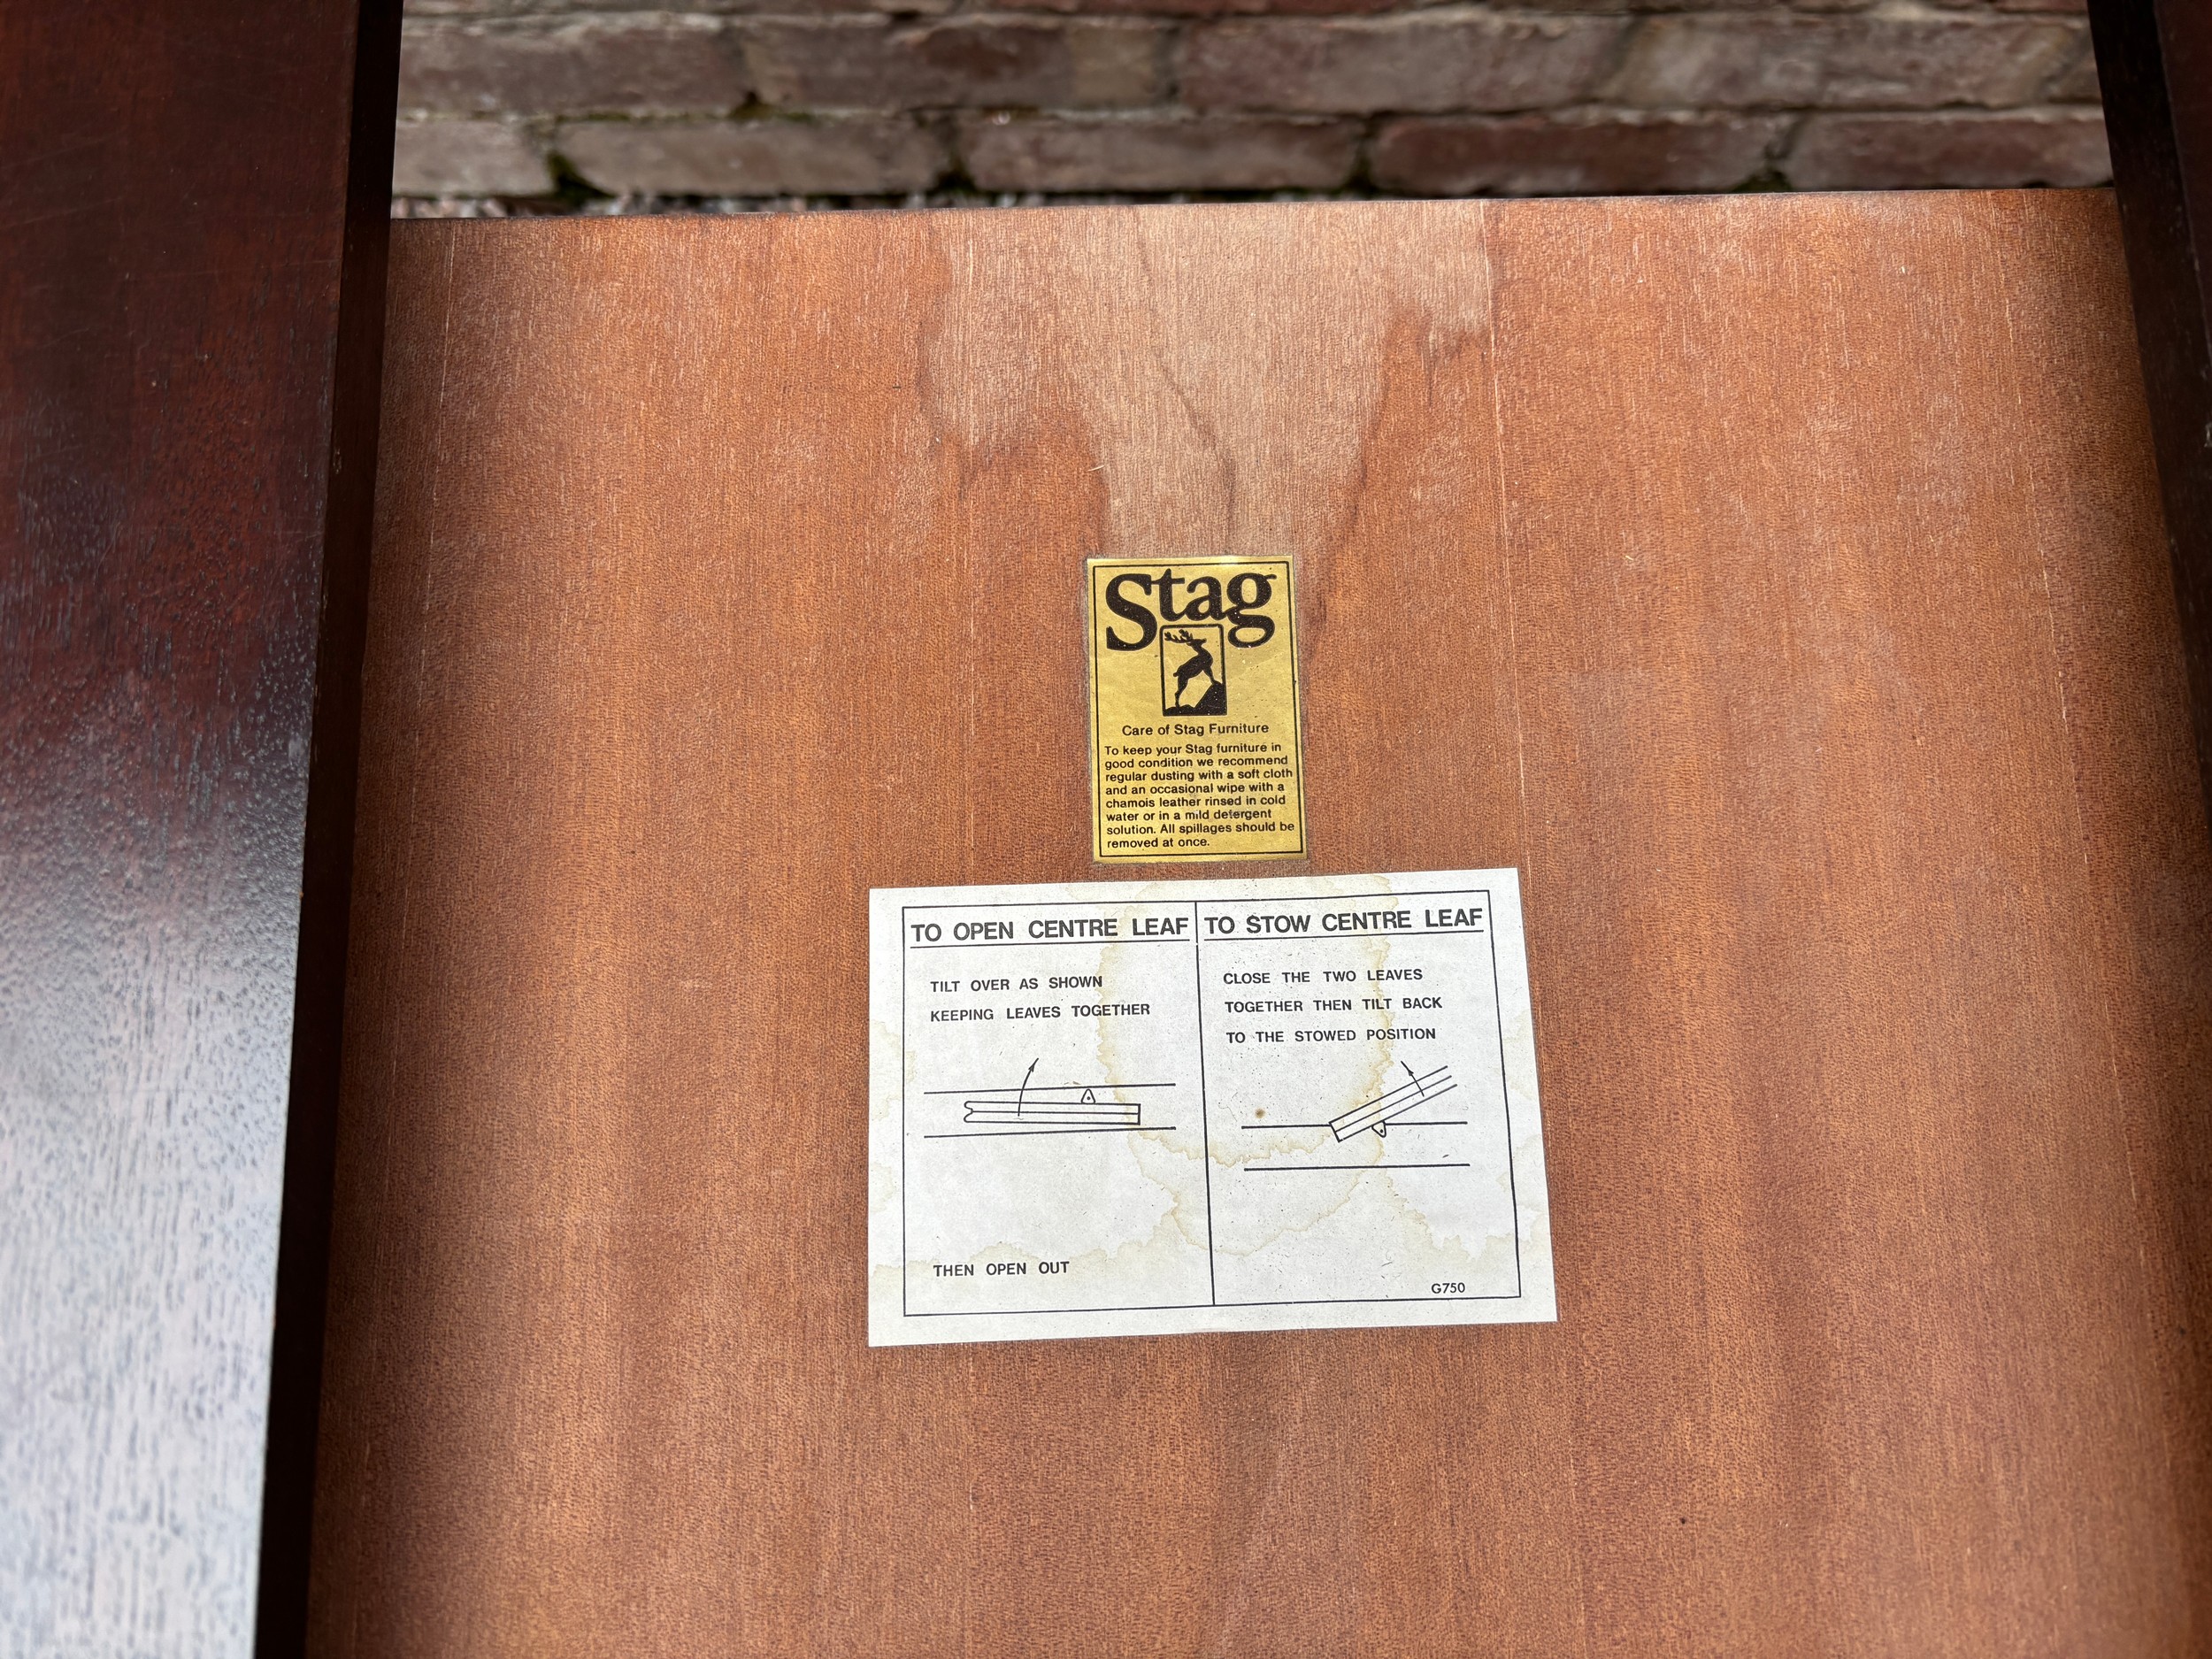 Stag
Care of Stag Furniture
To keep your Stag furniture in
good condition we recommend
regular dusting with a soft cloth
and an occasional wipe with a
chamois leather rinsed in cold
water or in a mild detergent
solution. All spillages should be
removed at once.
TO OPEN CENTRE LEAF
TILT OVER AS SHOWN
KEEPING LEAVES TOGETHER
THEN OPEN OUT
TO STOW CENTRE LEAF
CLOSE THE TWO LEAVES
TOGETHER THEN TILT BACK
TO THE STOWED POSITION
G750